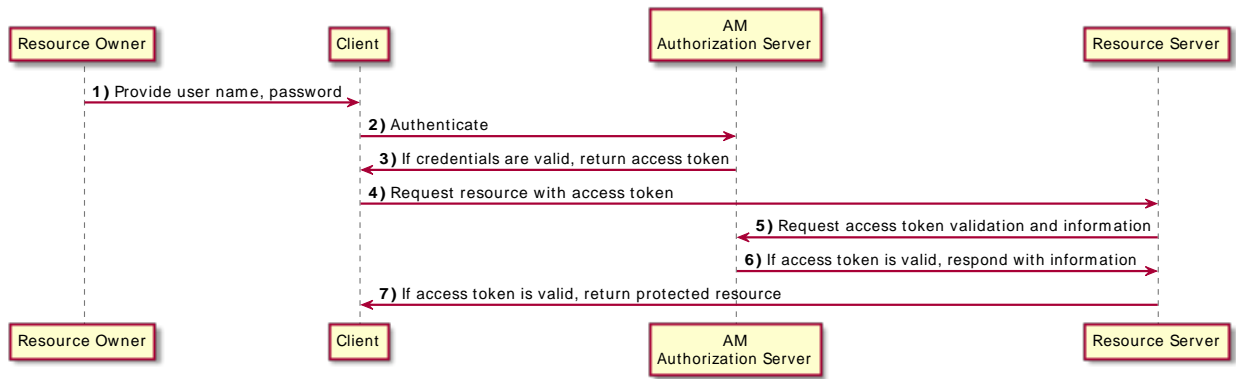 Resource Owner
Client
AM
Authorization Server
Resource Server
1) Provide user name, password
2) Authenticate
3) If credentials are valid, return access token
4) Request resource with access token
5) Request access token validation and information
6) If access token is valid, respond with information
7) If access token is valid, return protected resource
Resource Owner
Client
AM
Authorization Server
Resource Server